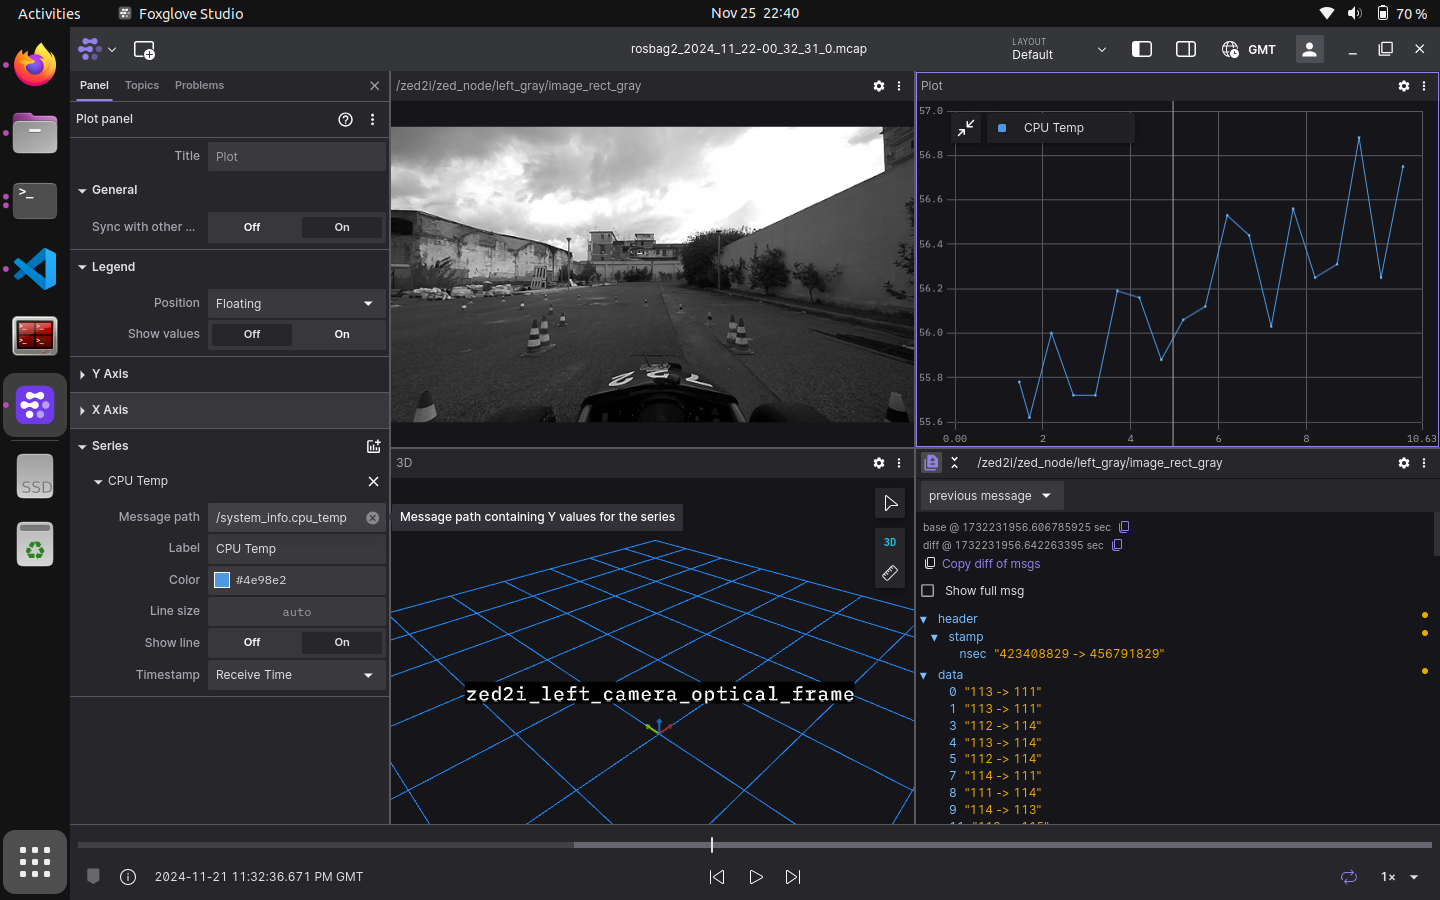 Activities
Foxglove Studio
Nov 25 22:40
70 %
rosbag2_2024_11_22-00_32_31_0.mcap
LAYOUT
Default
GMT
Panel
Topics
Problems
Plot panel
Title
Plot
General
Sync with other ...
Off
On
Legend
Position
Floating
Show values
Off
On
Y Axis
X Axis
Series
CPU Temp
Message path
/system_info.cpu_temp
Label
CPU Temp
Color
#4e98e2
Line size
auto
Show line
Off
On
Timestamp
Receive Time
Message path containing Y values for the series
/zed2i/zed_node/left_gray/image_rect_gray
3D
3D
zed2i_left_camera_optical_frame
Plot
CPU Temp
57.0
56.8
56.6
56.4
56.2
56.0
55.8
55.6
0.00
2
4
6
8
10.63
/zed2i/zed_node/left_gray/image_rect_gray
previous message
base @ 1732231956.606785925 sec
diff @ 1732231956.642263395 sec
Copy diff of msgs
Show full msg
header
stamp
nsec "423408829 -> 456791829"
data
0 "113 -> 111"
1 "113 -> 111"
3 "112 -> 114"
4 "113 -> 114"
5 "112 -> 114"
7 "114 -> 111"
8 "111 -> 114"
9 "114 -> 113"
SSD
2024-11-21 11:32:36.671 PM GMT
1×